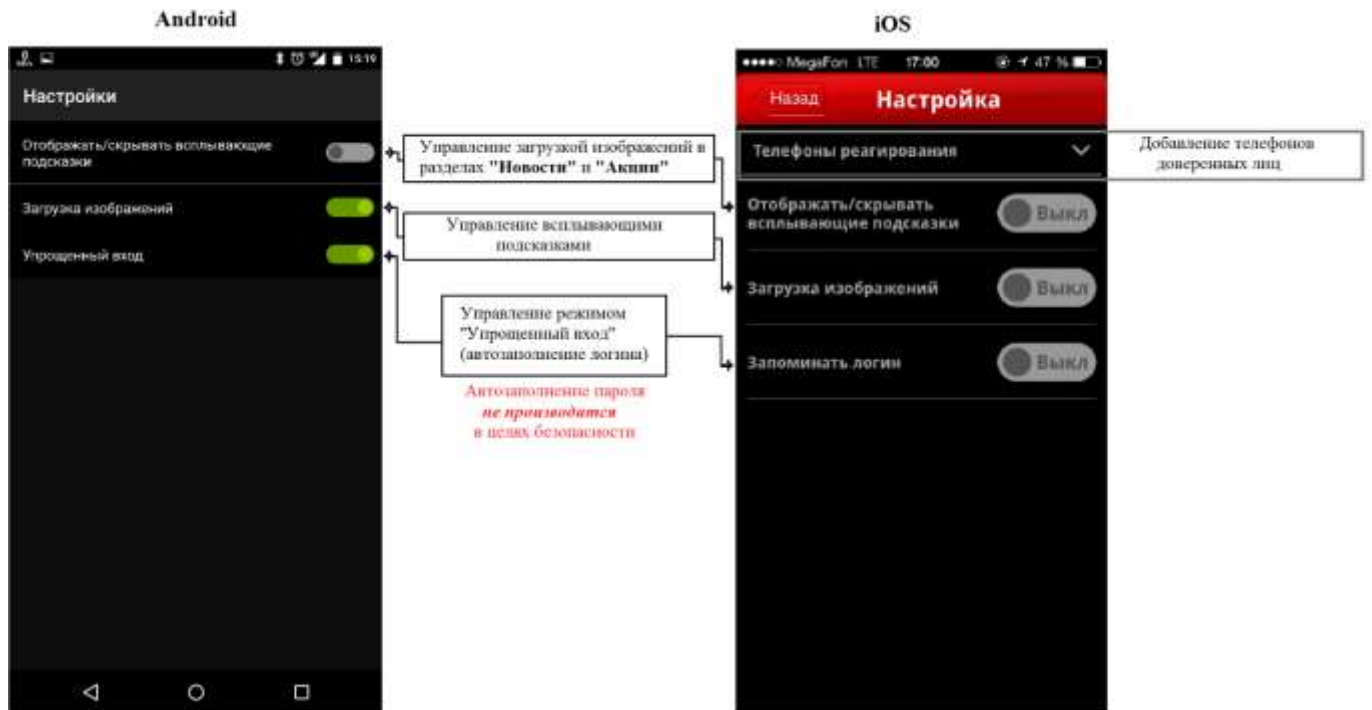 Android
15:19
Настройки
Отображать/скрывать всплывающие
подсказки
Загрузка изображений
Упрощенный вход
Управление загрузкой изображений в
разделах "Новости" и "Акции"
Управление всплывающими
подсказками
Управление режимом
"Упрощенный вход"
(автозаполнение логина)
Автозаполнение пароля
не производится
в целях безопасности
iOS
MegaFon LTE 17:00 47 %
Назад
Настройка
Телефоны реагирования
Отображать/скрывать
всплывающие подсказки
Выкл
Загрузка изображений
Выкл
Запоминать логин
Выкл
Добавление телефонов
доверенных лиц